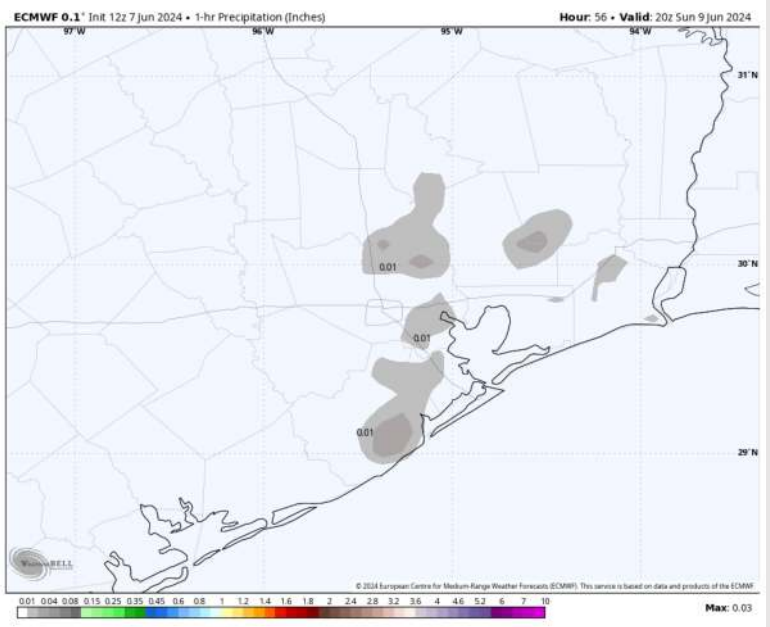 ECMWF 0.1° Init 12z 7 Jun 2024 • 1-hr Precipitation (Inches) Hour: 56 • Valid: 20z Sun 9 Jun 2024
97°W 96°W 95°W 94°W
31°N
30°N
0.01
0.01
0.01
29°N
WeatherBELL
© 2024 European Centre for Medium-Range Weather Forecasts (ECMWF). This service is based on data and products of the ECMWF
0.01 0.04 0.08 0.15 0.25 0.35 0.45 0.6 0.8 1 1.2 1.4 1.6 1.8 2 2.4 2.8 3.2 3.6 4 4.6 5.2 6 7 10
Max: 0.03